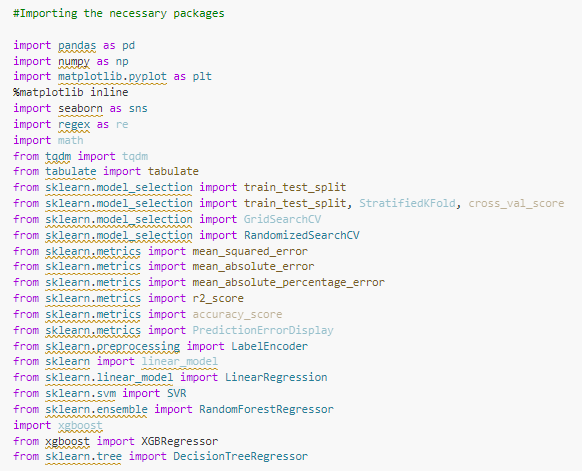 #Importing the necessary packages
import pandas as pd
import numpy as np
import matplotlib.pyplot as plt
%matplotlib inline
import seaborn as sns
import regex as re
import math
from tqdm import tqdm
from tabulate import tabulate
from sklearn.model_selection import train_test_split
from sklearn.model_selection import train_test_split, StratifiedKFold, cross_val_score
from sklearn.model_selection import GridSearchCV
from sklearn.model_selection import RandomizedSearchCV
from sklearn.metrics import mean_squared_error
from sklearn.metrics import mean_absolute_error
from sklearn.metrics import mean_absolute_percentage_error
from sklearn.metrics import r2_score
from sklearn.metrics import accuracy_score
from sklearn.metrics import PredictionErrorDisplay
from sklearn.preprocessing import LabelEncoder
from sklearn import linear_model
from sklearn.linear_model import LinearRegression
from sklearn.svm import SVR
from sklearn.ensemble import RandomForestRegressor
import xgboost
from xgboost import XGBRegressor
from sklearn.tree import DecisionTreeRegressor